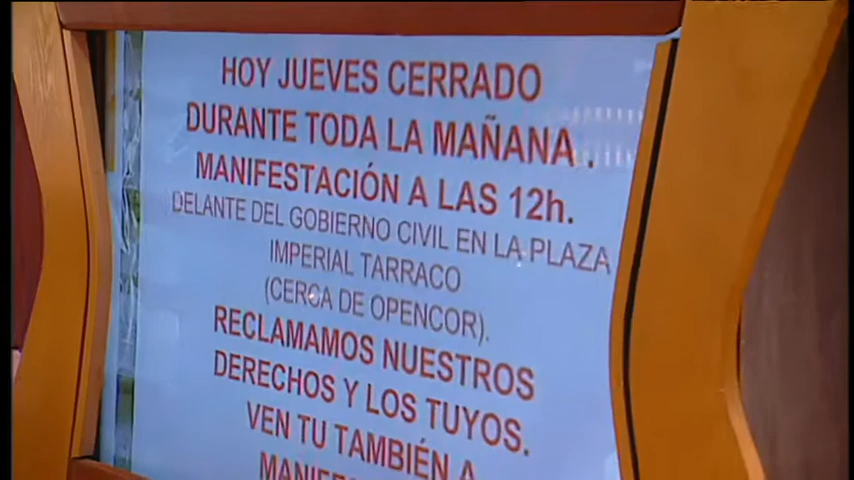 HOY JUEVES CERRADO
DURANTE TODA LA MAÑANA.
MANIFESTACIÓN A LAS 12h.
DELANTE DEL GOBIERNO CIVIL EN LA PLAZA
IMPERIAL TARRACO
(CERCA DE OPENCOR).
RECLAMAMOS NUESTROS
DERECHOS Y LOS TUYOS.
VEN TU TAMBIÉN A